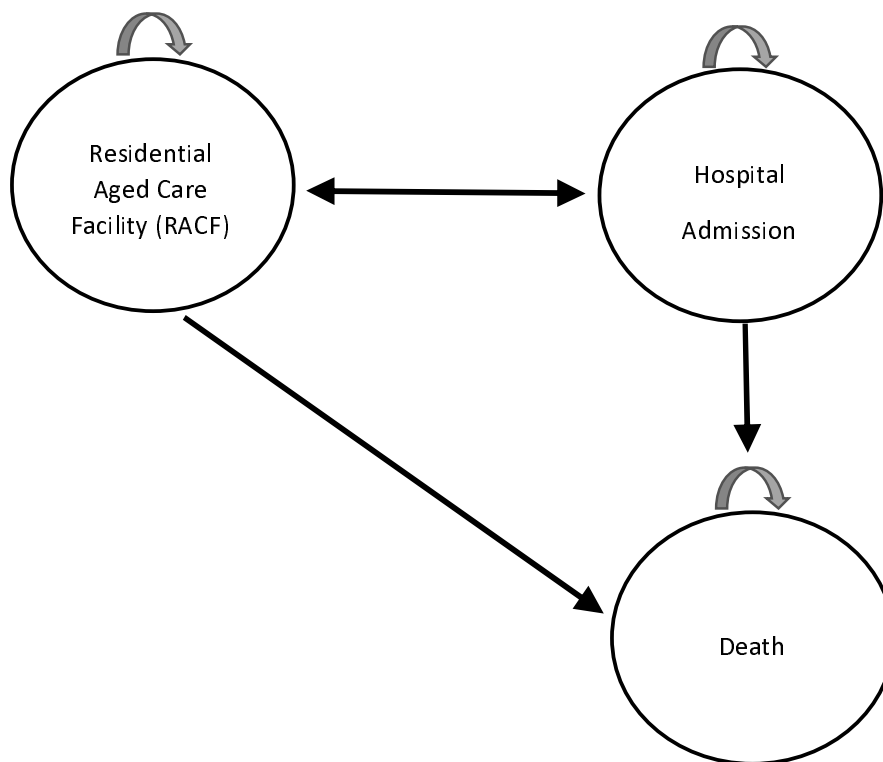 Residential
Aged Care
Facility (RACF)
Hospital
Admission
Death